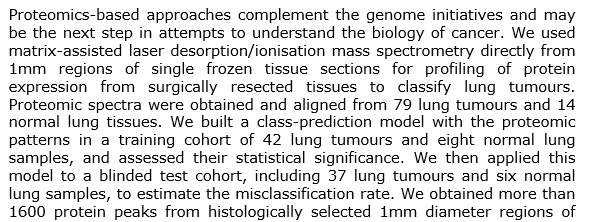 Proteomics-based approaches complement the genome initiatives and may
be the next step in attempts to understand the biology of cancer. We used
matrix-assisted laser desorption/ionisation mass spectrometry directly from
1mm regions of single frozen tissue sections for profiling of protein
expression from surgically resected tissues to classify lung tumours.
Proteomic spectra were obtained and aligned from 79 lung tumours and 14
normal lung tissues. We built a class-prediction model with the proteomic
patterns in a training cohort of 42 lung tumours and eight normal lung
samples, and assessed their statistical significance. We then applied this
model to a blinded test cohort, including 37 lung tumours and six normal
lung samples, to estimate the misclassification rate. We obtained more than
1600 protein peaks from histologically selected 1mm diameter regions of